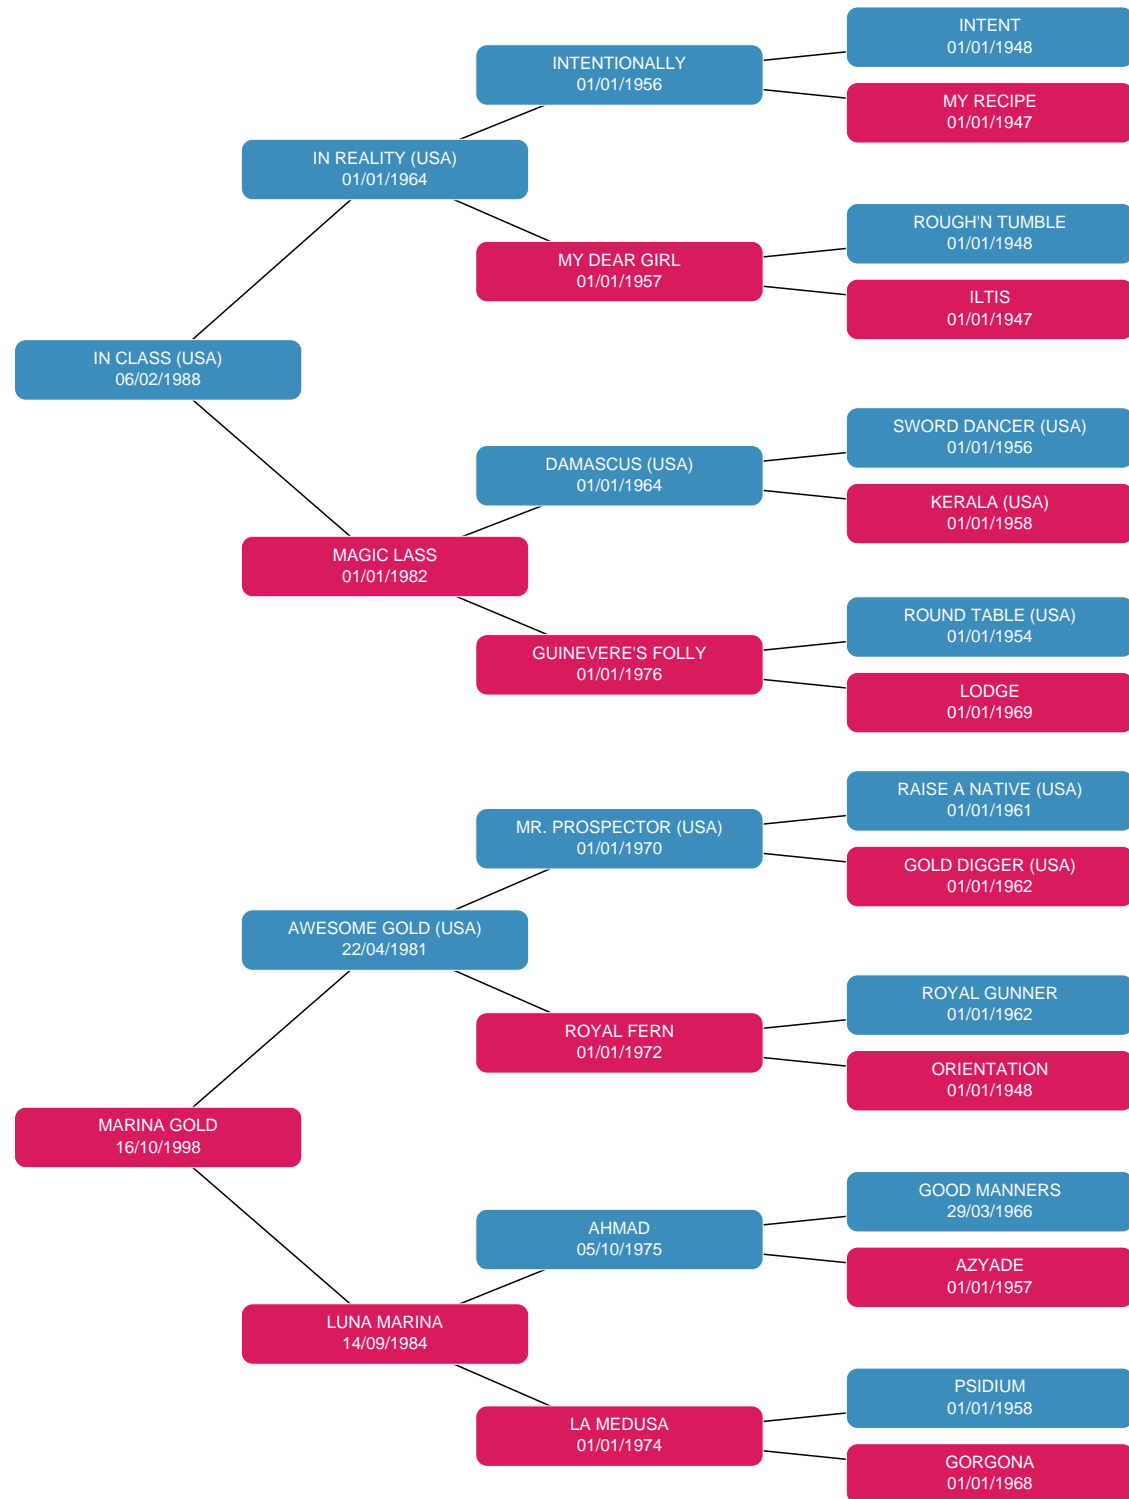 INTENT
01/01/1948
INTENTIONALLY
01/01/1956
MY RECIPE
01/01/1947
IN REALITY (USA)
01/01/1964
ROUGH'N TUMBLE
01/01/1948
MY DEAR GIRL
01/01/1957
ILTIS
01/01/1947
IN CLASS (USA)
06/02/1988
SWORD DANCER (USA)
01/01/1956
DAMASCUS (USA)
01/01/1964
KERALA (USA)
01/01/1958
MAGIC LASS
01/01/1982
ROUND TABLE (USA)
01/01/1954
GUINEVERE'S FOLLY
01/01/1976
LODGE
01/01/1969
RAISE A NATIVE (USA)
01/01/1961
MR. PROSPECTOR (USA)
01/01/1970
GOLD DIGGER (USA)
01/01/1962
AWESOME GOLD (USA)
22/04/1981
ROYAL GUNNER
01/01/1962
ROYAL FERN
01/01/1972
ORIENTATION
01/01/1948
MARINA GOLD
16/10/1998
GOOD MANNERS
29/03/1966
AHMAD
05/10/1975
AZYADE
01/01/1957
LUNA MARINA
14/09/1984
PSIDIUM
01/01/1958
LA MEDUSA
01/01/1974
GORGONA
01/01/1968